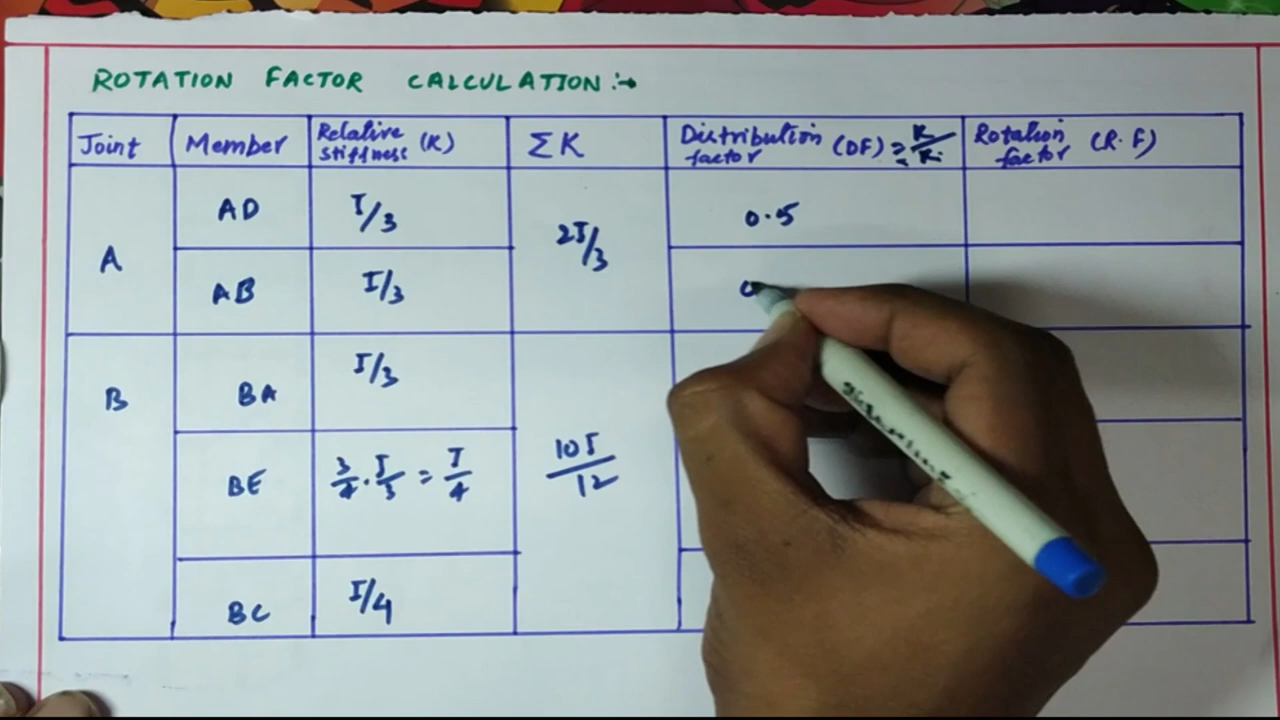 ROTATION FACTOR CALCULATION :→
Joint Member Relative stiffness (K) ΣK Distribution factor (DF) = K/K. Rotation factor (R.F)
A AD I/3 2I/3 0.5
AB I/3
B BA I/3 10I/12
BE 3/4 . I/3 = I/4
BC I/4